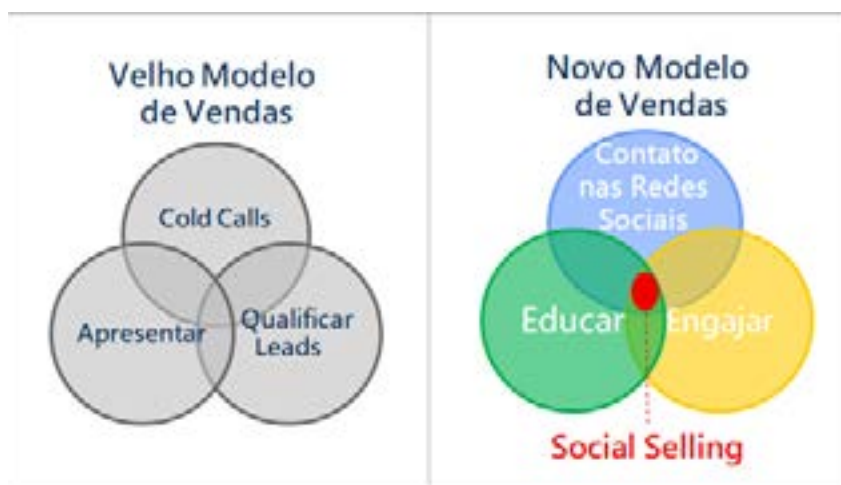 Velho Modelo
de Vendas
Cold Calls
Apresentar
Qualificar
Leads
Novo Modelo
de Vendas
Contato
nas Redes
Sociais
Educar
Engajar
Social Selling